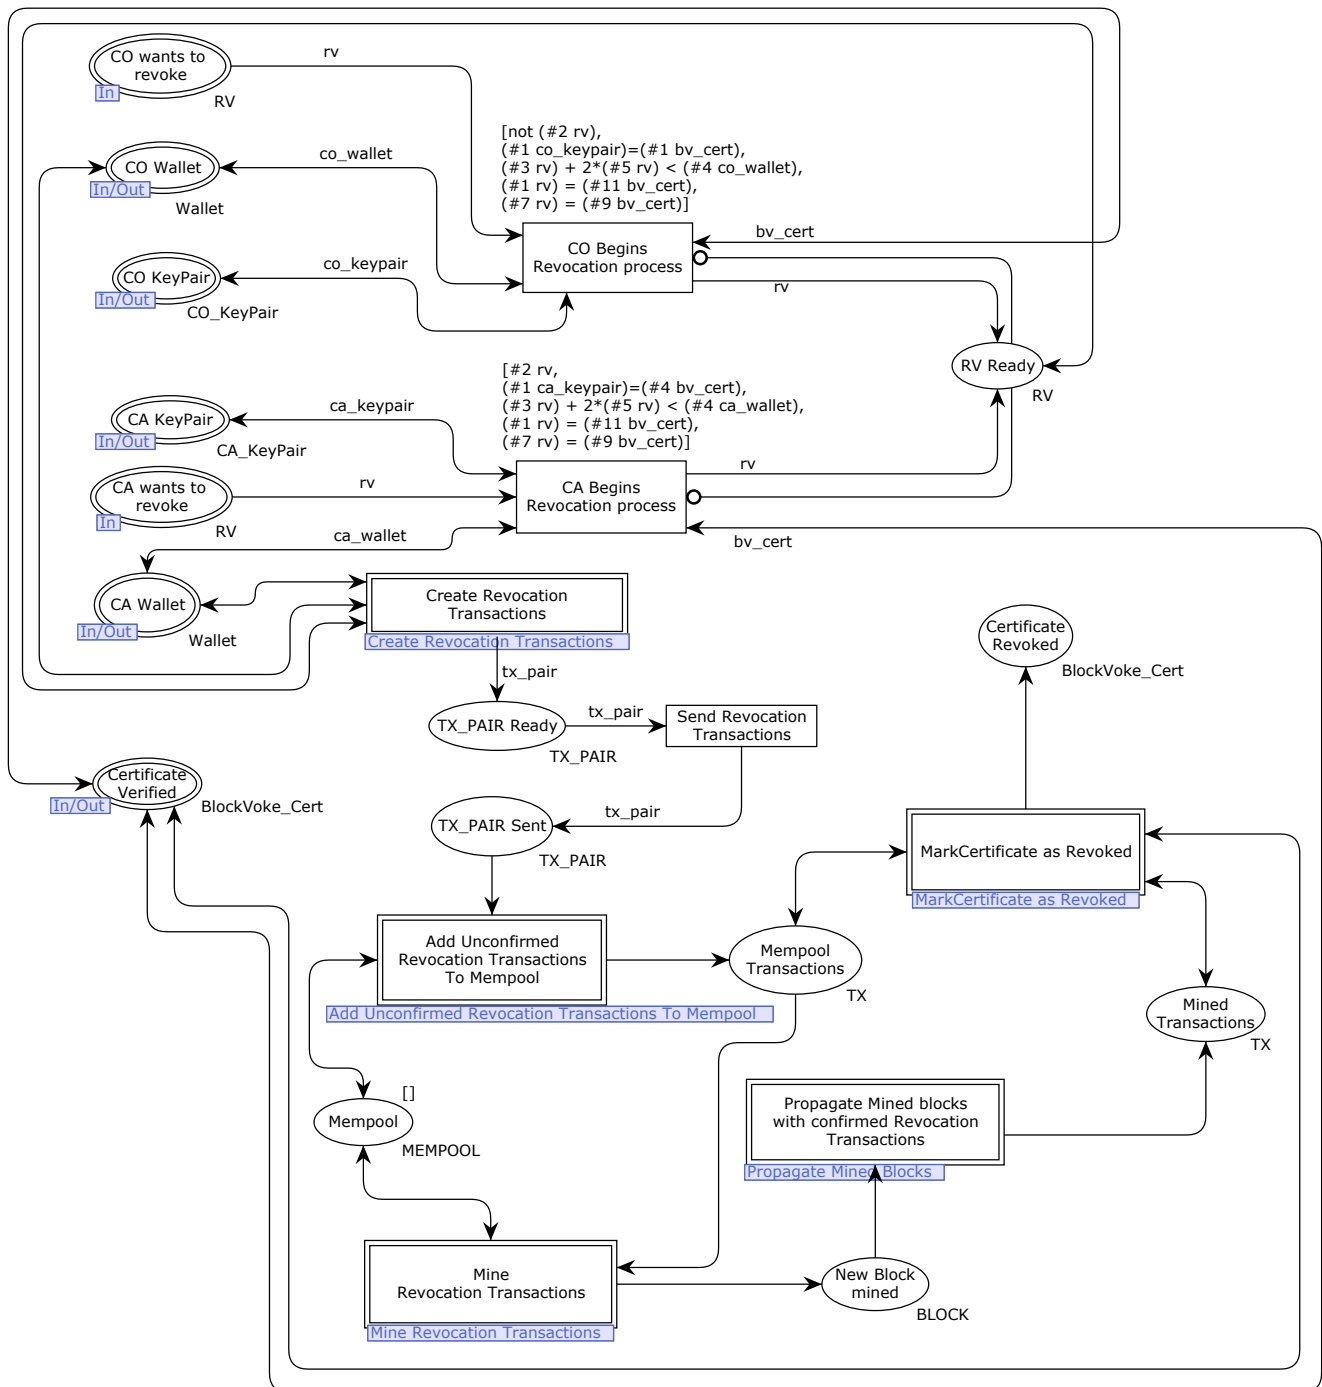 CO wants to
revoke
In
RV
rv
CO Wallet
In/Out
Wallet
co_wallet
[not (#2 rv),
(#1 co_keypair)=(#1 bv_cert),
(#3 rv) + 2*(#5 rv) < (#4 co_wallet),
(#1 rv) = (#11 bv_cert),
(#7 rv) = (#9 bv_cert)]
CO Begins
Revocation process
bv_cert
rv
CO KeyPair
In/Out
CO_KeyPair
co_keypair
RV Ready
RV
[#2 rv,
(#1 ca_keypair)=(#4 bv_cert),
(#3 rv) + 2*(#5 rv) < (#4 ca_wallet),
(#1 rv) = (#11 bv_cert),
(#7 rv) = (#9 bv_cert)]
CA KeyPair
In/Out
CA_KeyPair
ca_keypair
CA Begins
Revocation process
rv
CA wants to
revoke
In
RV
rv
ca_wallet
bv_cert
CA Wallet
In/Out
Wallet
Create Revocation
Transactions
Create Revocation Transactions
tx_pair
Certificate
Revoked
BlockVoke_Cert
TX_PAIR Ready
TX_PAIR
tx_pair
Send Revocation
Transactions
Certificate
Verified
In/Out
BlockVoke_Cert
TX_PAIR Sent
TX_PAIR
tx_pair
MarkCertificate as Revoked
MarkCertificate as Revoked
Add Unconfirmed
Revocation Transactions
To Mempool
Add Unconfirmed Revocation Transactions To Mempool
Mempool
Transactions
TX
Mined
Transactions
TX
Mempool
[]
MEMPOOL
Propagate Mined blocks
with confirmed Revocation
Transactions
Propagate Mined Blocks
Mine
Revocation Transactions
Mine Revocation Transactions
New Block
mined
BLOCK